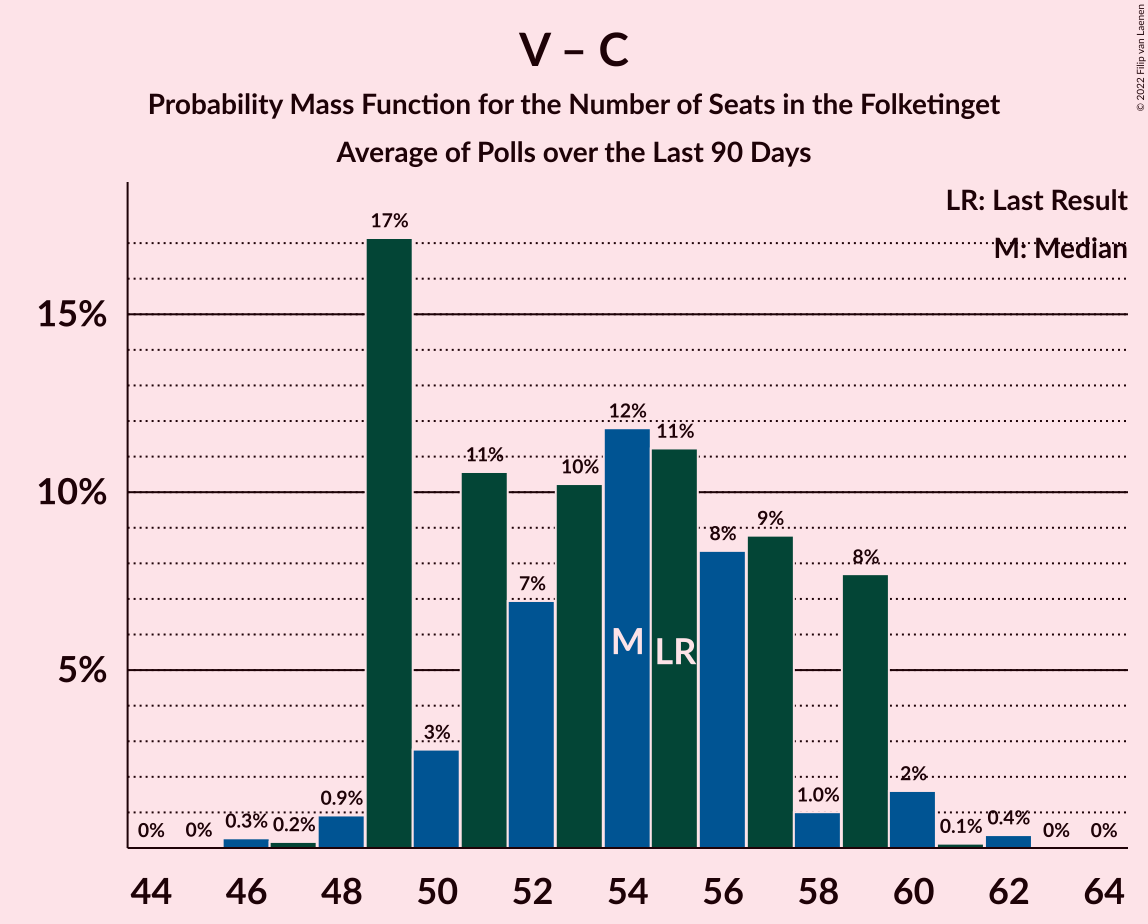 V – C
Probability Mass Function for the Number of Seats in the Folketinget
Average of Polls over the Last 90 Days
© 2022 Filip van Laenen
LR: Last Result
M: Median
15%
10%
5%
0% 0% 0.3% 0.2% 0.9% 17% 3% 11% 7% 10% 12% 11% 8% 9% 1.0% 8% 2% 0.1% 0.4% 0% 0%
M LR
44 46 48 50 52 54 56 58 60 62 64